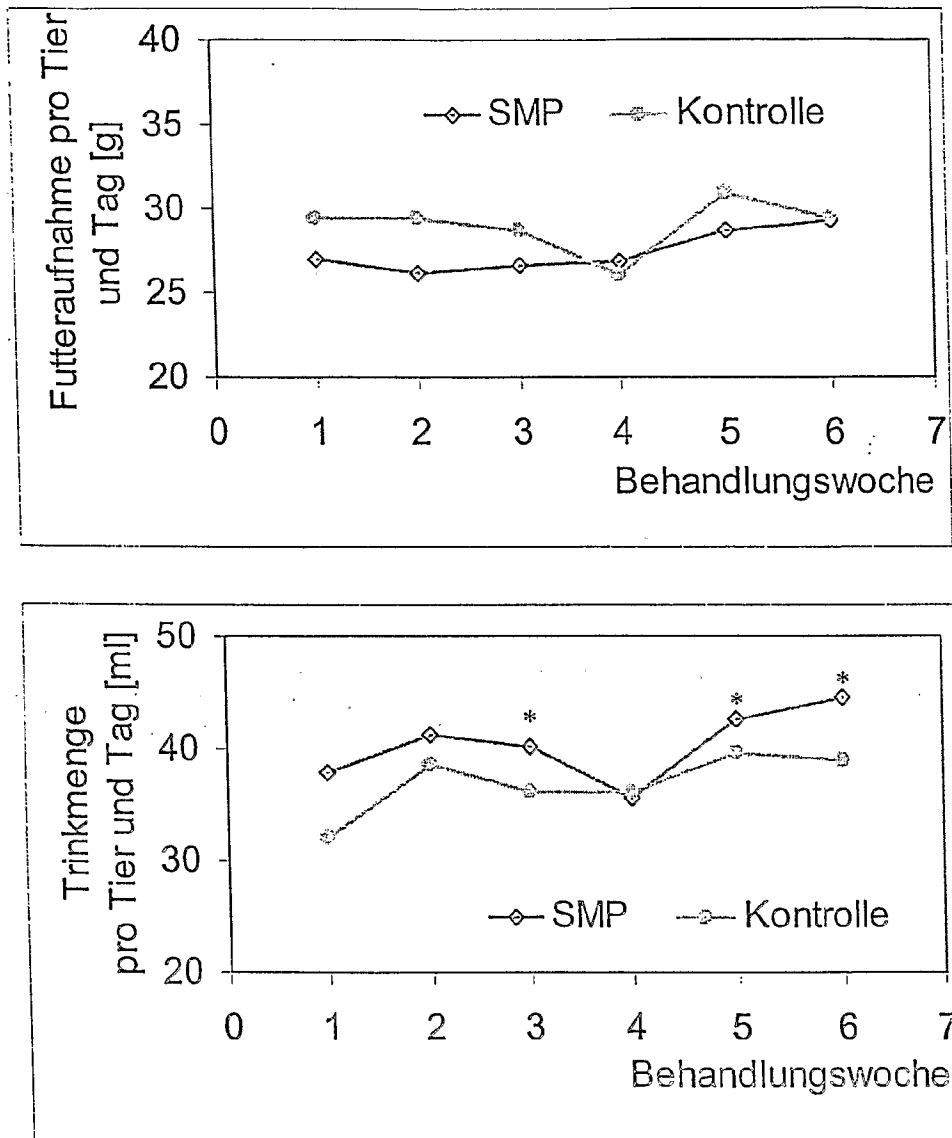 Futteraufnahme pro Tier
und Tag [g]
40
35
30
25
20
SMP Kontrolle
0 1 2 3 4 5 6 7
Behandlungswoche
Trinkmenge
pro Tier und Tag [ml]
50
40
30
20
* * *
SMP Kontrolle
0 1 2 3 4 5 6 7
Behandlungswoche